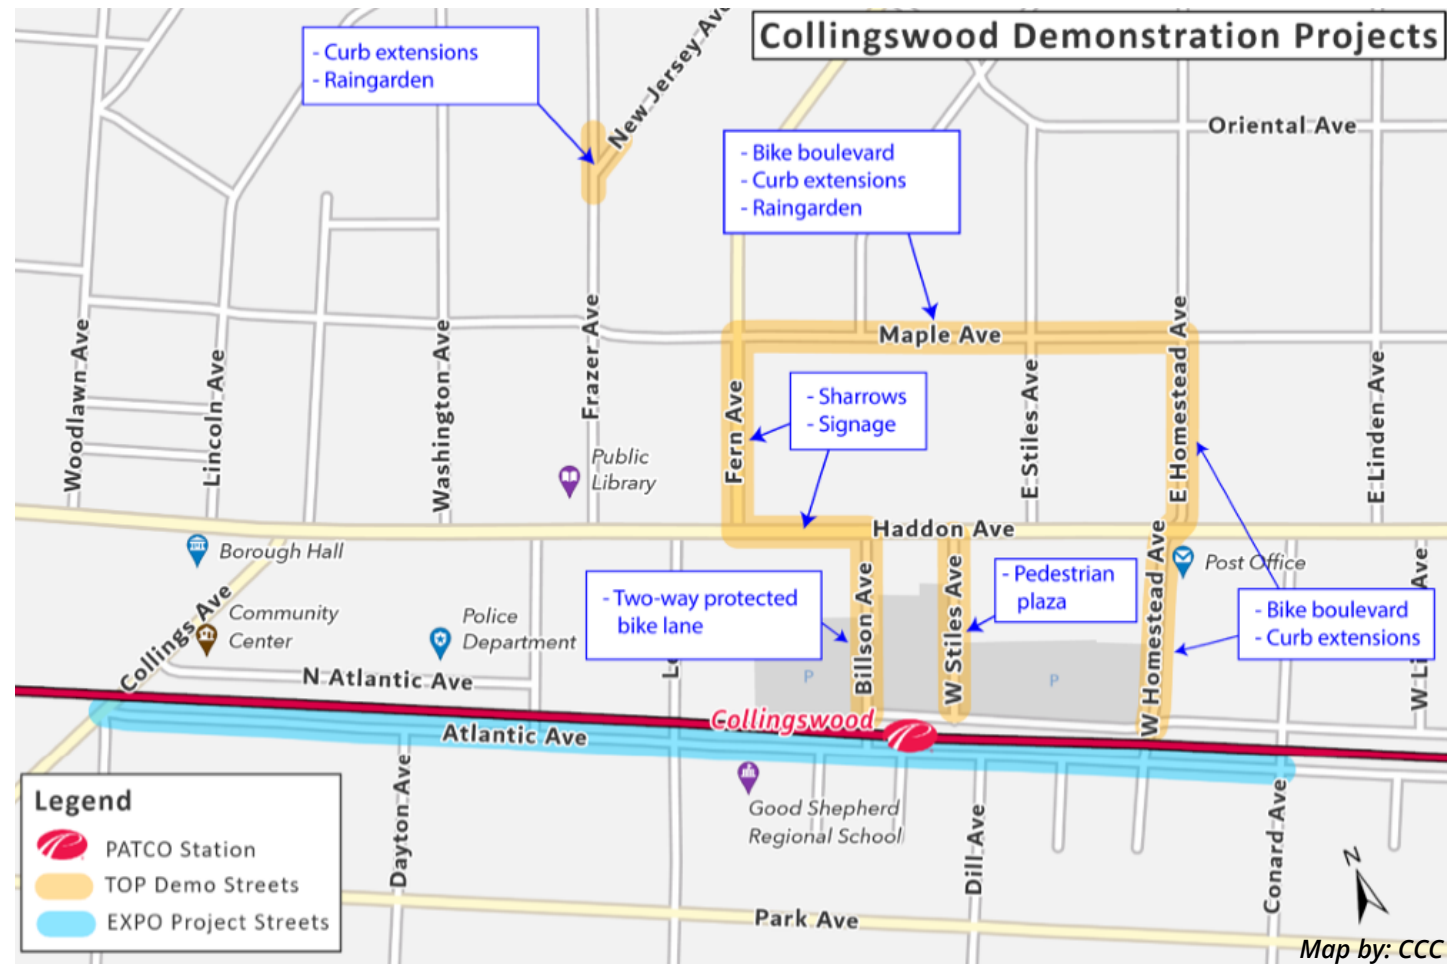 Collingswood Demonstration Projects
- Curb extensions
- Raingarden
New Jersey Ave
Oriental Ave
- Bike boulevard
- Curb extensions
- Raingarden
Maple Ave
Woodlawn Ave
Lincoln Ave
Washington Ave
Frazer Ave
Fern Ave
- Sharrows
- Signage
E Stiles Ave
E Homestead Ave
E Linden Ave
Public
Library
Haddon Ave
Borough Hall
Post Office
Collings Ave
Community
Center
Police
Department
- Two-way protected
bike lane
Billson Ave
W Stiles Ave
- Pedestrian
plaza
W Homestead Ave
- Bike boulevard
- Curb extensions
Ave
N Atlantic Ave
P
P
Collingswood
Atlantic Ave
Good Shepherd
Regional School
Dayton Ave
Dill Ave
Conard Ave
Park Ave
Legend
PATCO Station
TOP Demo Streets
EXPO Project Streets
N
Map by: CCC